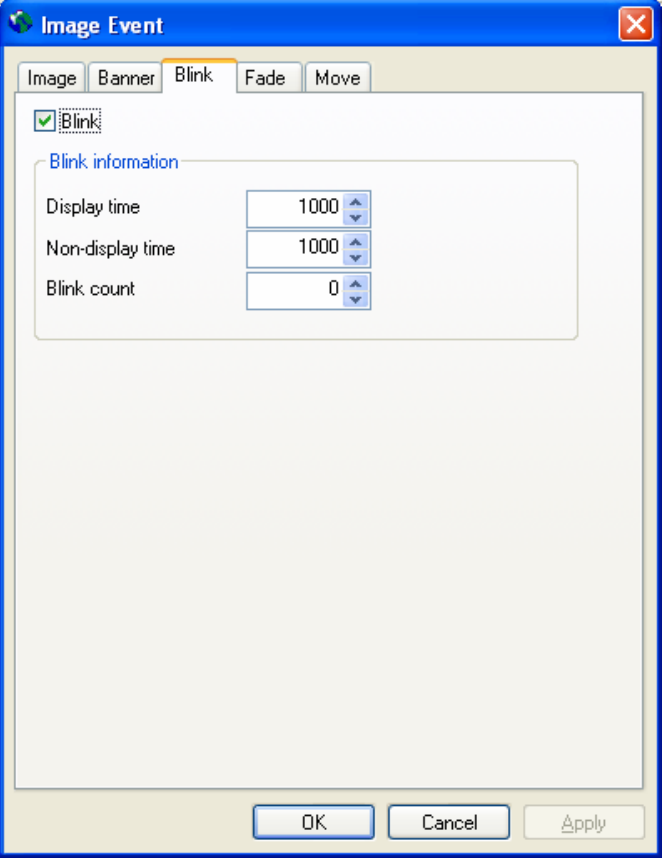 Image Event
Image Banner Blink Fade Move
Blink
Blink information
Display time 1000
Non-display time 1000
Blink count 0
OK Cancel Apply